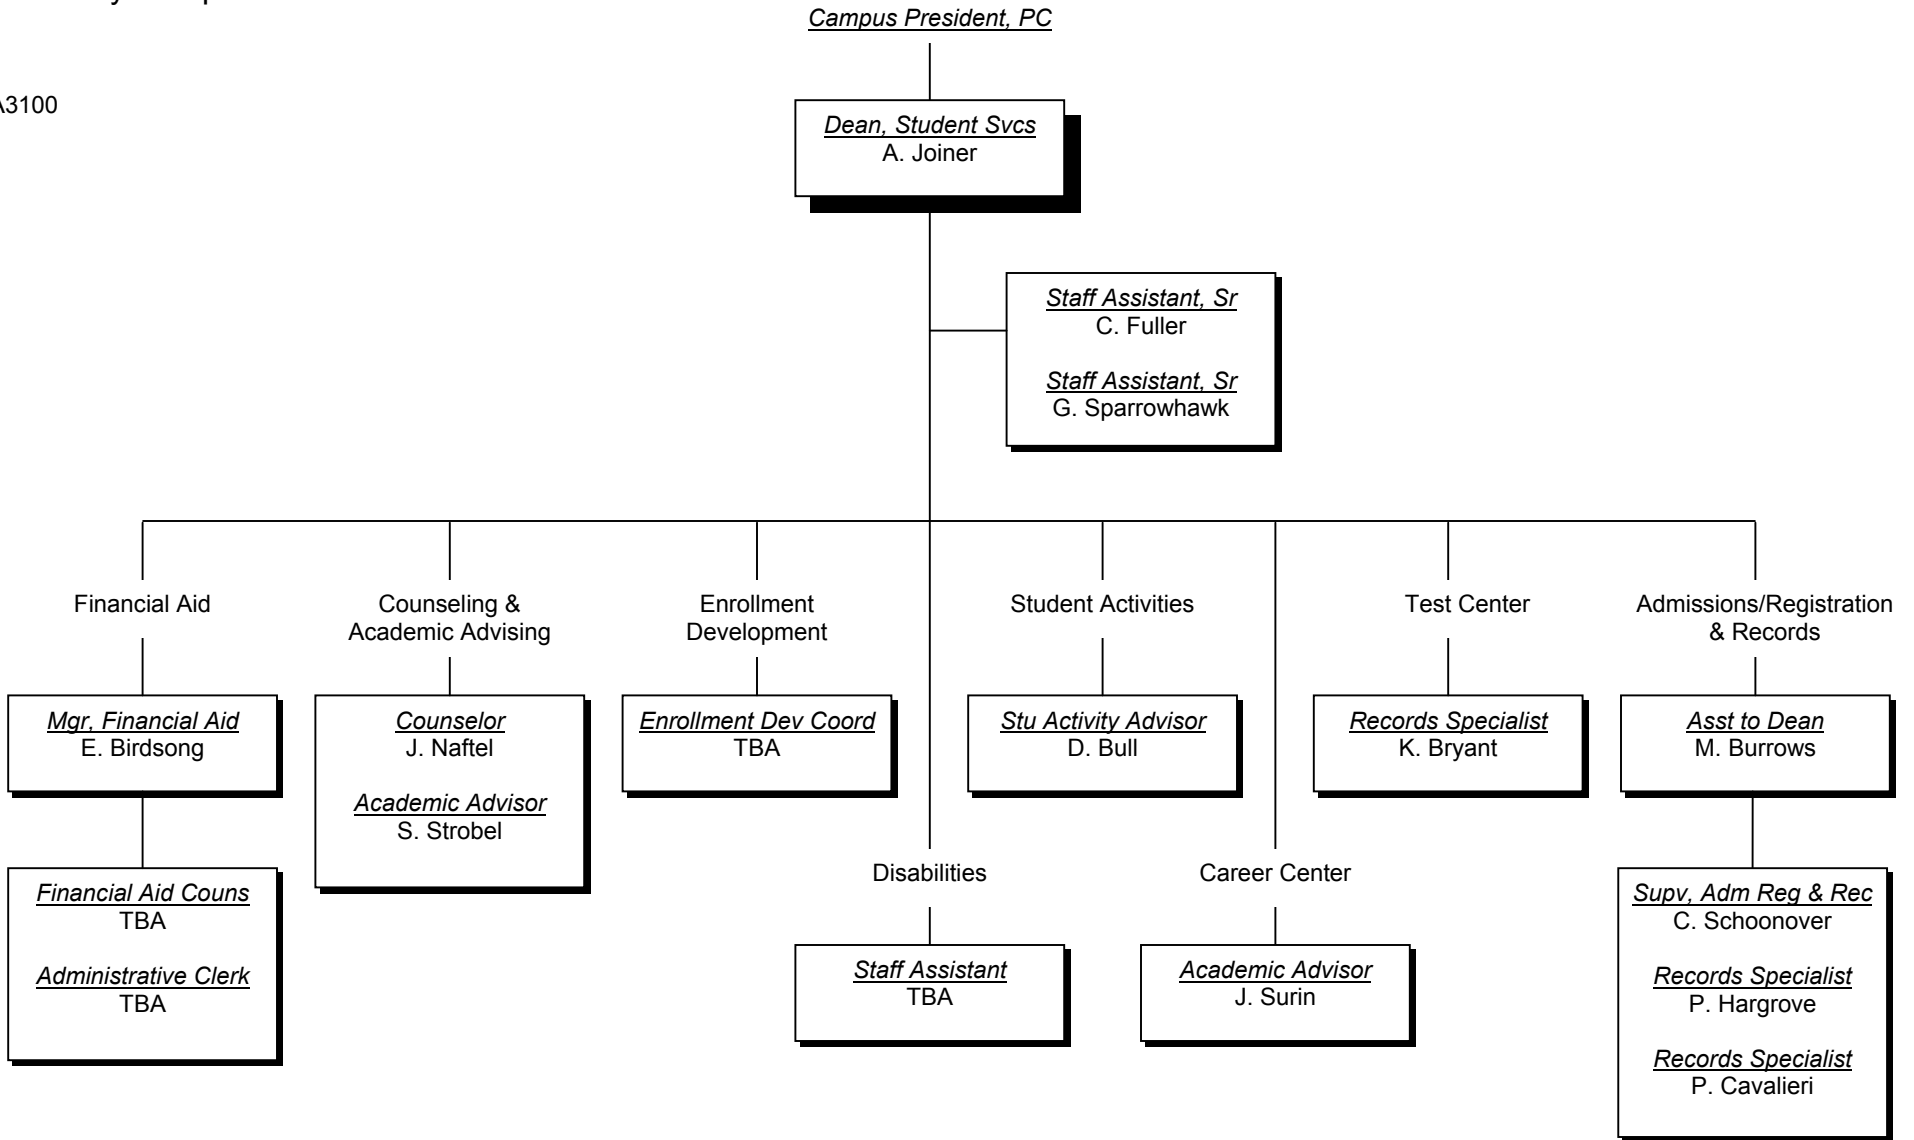 Campus President, PC
A3100
Dean, Student Svcs
A. Joiner
Staff Assistant, Sr
C. Fuller
Staff Assistant, Sr
G. Sparrowhawk
Financial Aid
Mgr, Financial Aid
E. Birdsong
Financial Aid Couns
TBA
Administrative Clerk
TBA
Counseling &
Academic Advising
Counselor
J. Naftel
Academic Advisor
S. Strobel
Enrollment
Development
Enrollment Dev Coord
TBA
Disabilities
Staff Assistant
TBA
Student Activities
Stu Activity Advisor
D. Bull
Career Center
Academic Advisor
J. Surin
Test Center
Records Specialist
K. Bryant
Admissions/Registration
& Records
Asst to Dean
M. Burrows
Supv, Adm Reg & Rec
C. Schoonover
Records Specialist
P. Hargrove
Records Specialist
P. Cavalieri